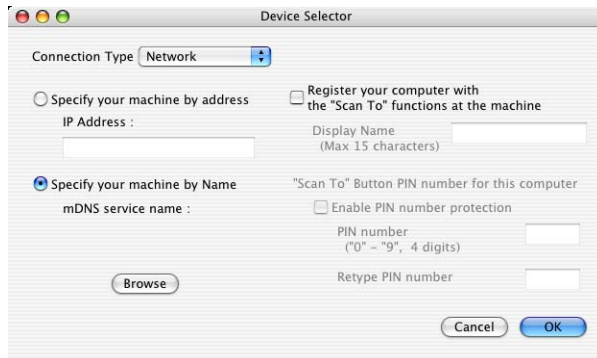 Device Selector
Connection Type Network
Specify your machine by address
IP Address :
Specify your machine by Name
mDNS service name :
Browse
Register your computer with
the "Scan To" functions at the machine
Display Name
(Max 15 characters)
"Scan To" Button PIN number for this computer
Enable PIN number protection
PIN number
("0" – "9", 4 digits)
Retype PIN number
Cancel OK